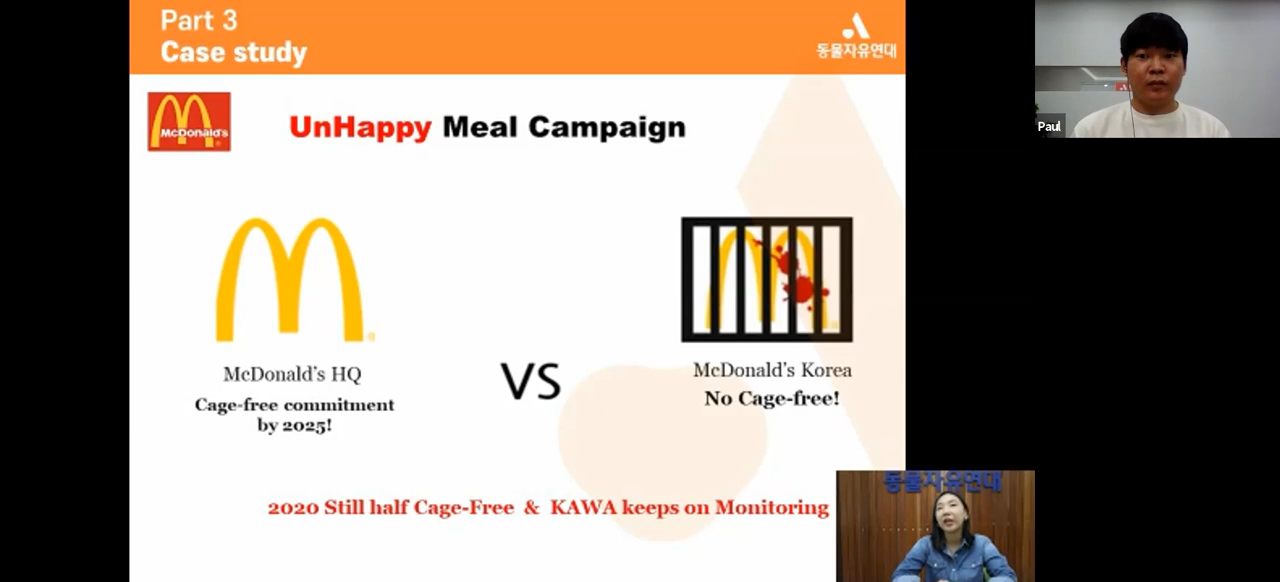 Part 3
Case study
동물자유연대
McDonald's
UnHappy Meal Campaign
McDonald's HQ
Cage-free commitment
by 2025!
VS
McDonald's Korea
No Cage-free!
2020 Still half Cage-Free & KAWA keeps on Monitoring
Paul
동물자유연대